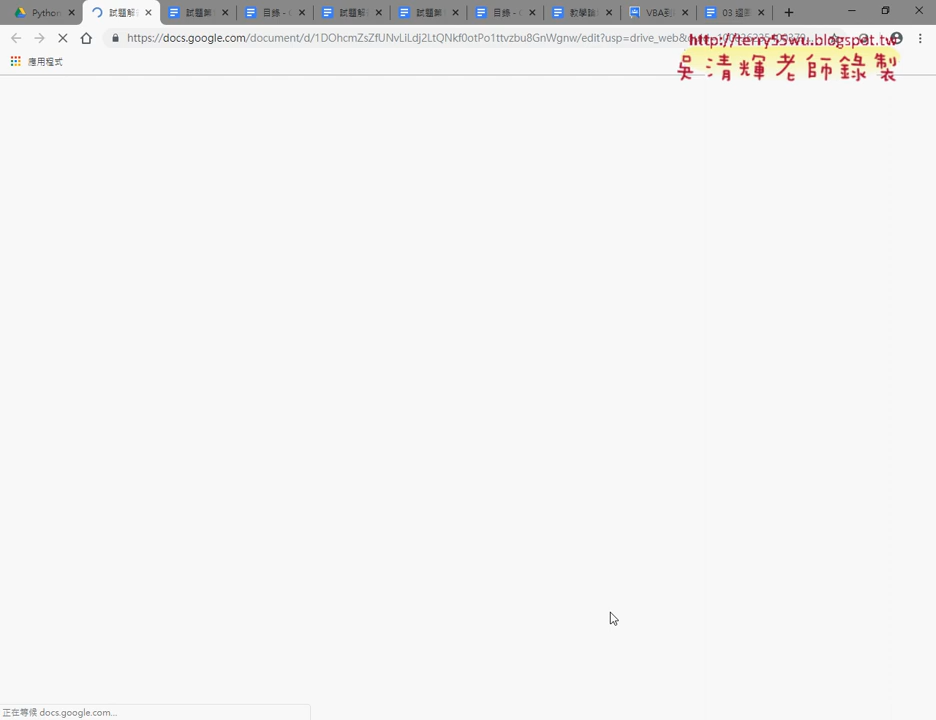 Python
試題解
試題解
目錄 - C
試題解
試題解
目錄 - C
教學論
VBA到
03 迴
https://docs.google.com/document/d/1DOhcmZsZfUNvLiLdj2LtQNkf0otPo1ttvzbu8GnWgnw/edit?usp=drive_web&
http://terry55wu.blogspot.tw
應用程式
吳清輝老師錄製
正在等候 docs.google.com...